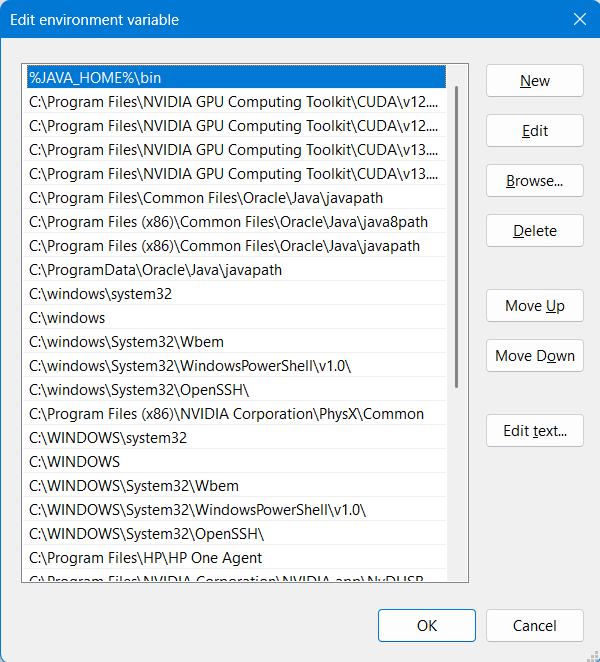 Edit environment variable
%JAVA_HOME%\bin
C:\Program Files\NVIDIA GPU Computing Toolkit\CUDA\v12....
C:\Program Files\NVIDIA GPU Computing Toolkit\CUDA\v12....
C:\Program Files\NVIDIA GPU Computing Toolkit\CUDA\v13....
C:\Program Files\NVIDIA GPU Computing Toolkit\CUDA\v13....
C:\Program Files\Common Files\Oracle\Java\javapath
C:\Program Files (x86)\Common Files\Oracle\Java\java8path
C:\Program Files (x86)\Common Files\Oracle\Java\javapath
C:\ProgramData\Oracle\Java\javapath
C:\windows\system32
C:\windows
C:\windows\System32\Wbem
C:\windows\System32\WindowsPowerShell\v1.0\
C:\windows\System32\OpenSSH\
C:\Program Files (x86)\NVIDIA Corporation\PhysX\Common
C:\WINDOWS\system32
C:\WINDOWS
C:\WINDOWS\System32\Wbem
C:\WINDOWS\System32\WindowsPowerShell\v1.0\
C:\WINDOWS\System32\OpenSSH\
C:\Program Files\HP\HP One Agent
C:\Program Files\NVIDIA Corporation\NVIDIA app\NvDLISR
New
Edit
Browse...
Delete
Move Up
Move Down
Edit text...
OK
Cancel